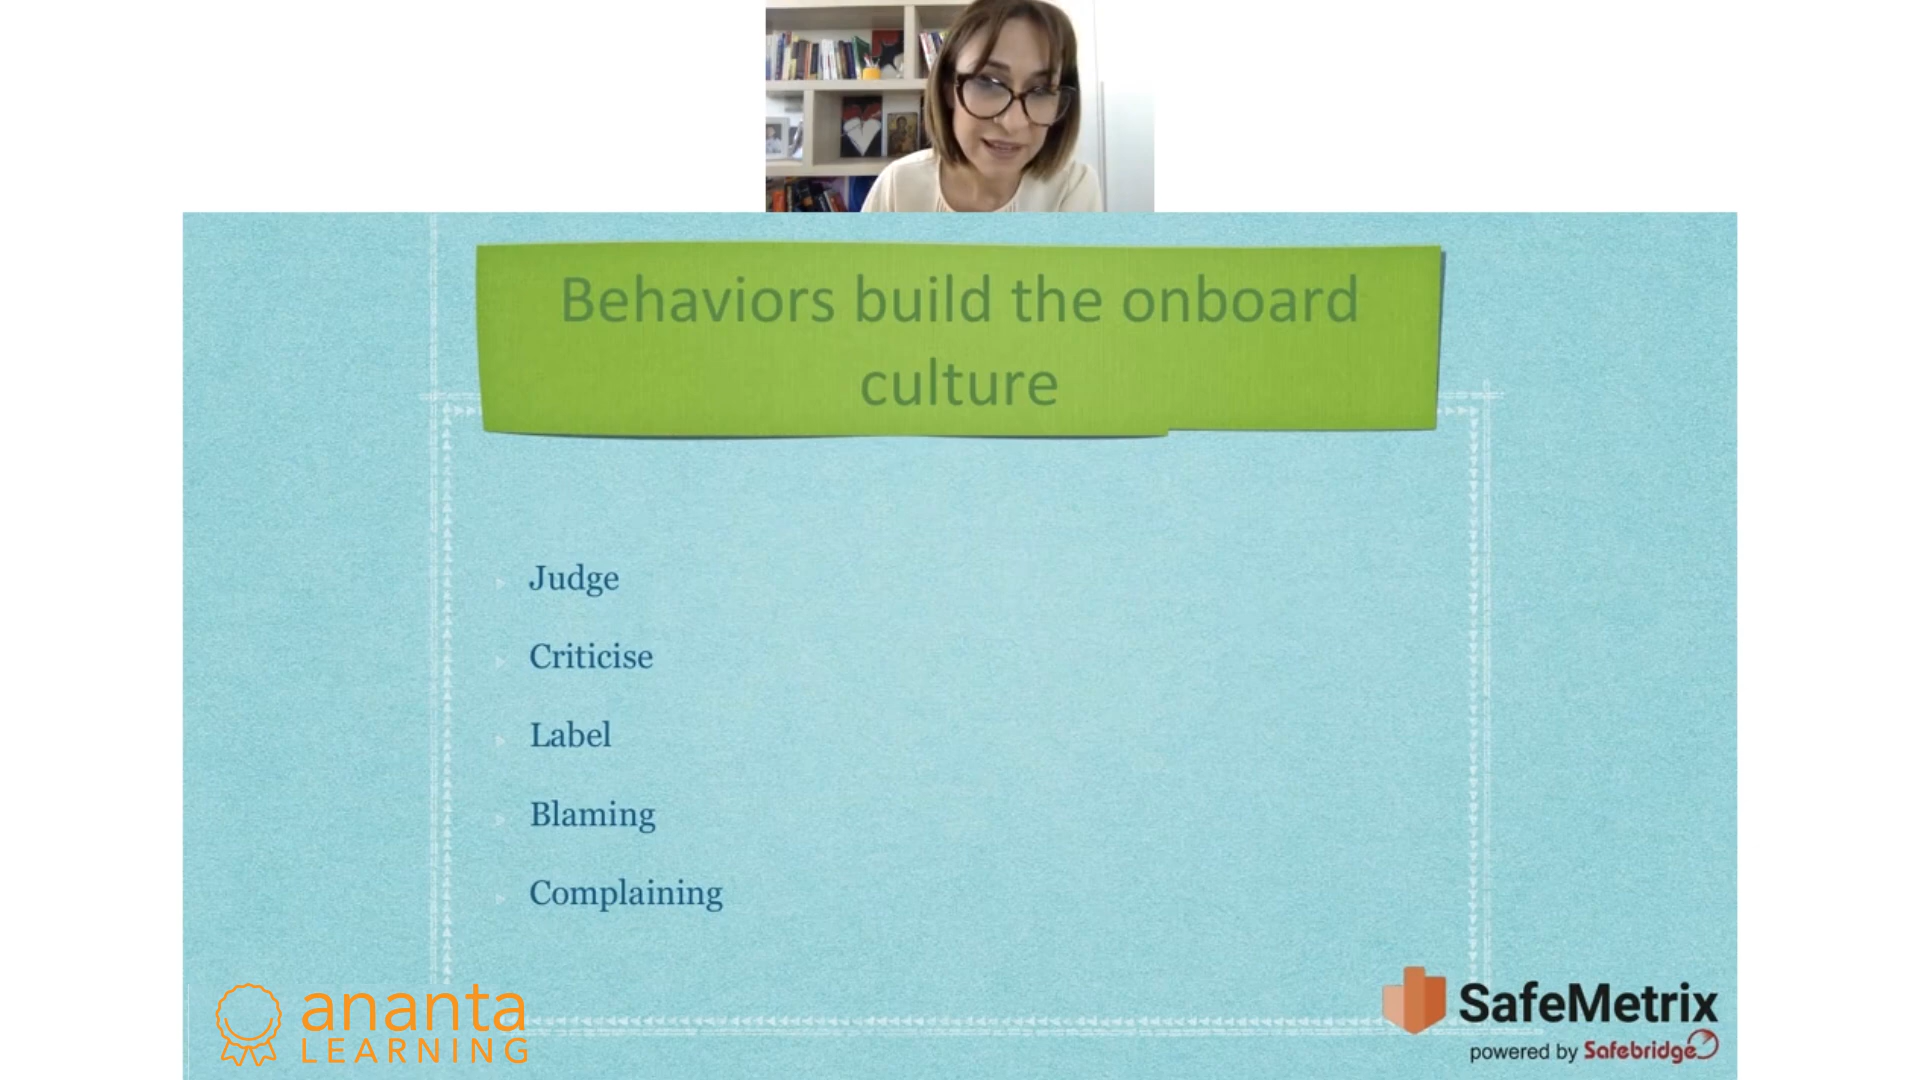 Behaviors build the onboard
culture
Judge
Criticise
Label
Blaming
Complaining
ananta
LEARNING
SafeMetrix
powered by Safebridge